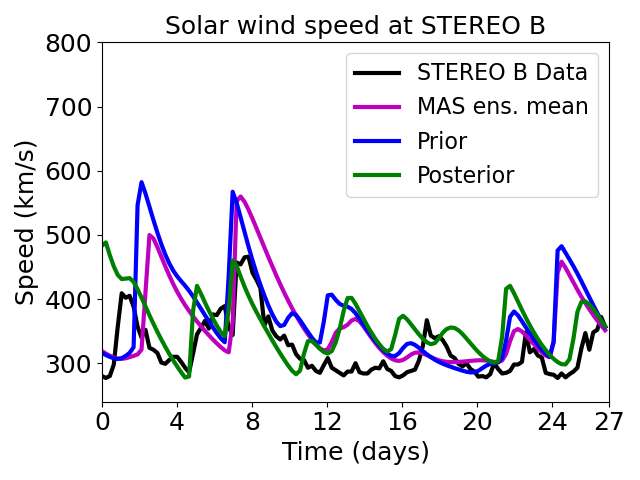 Solar wind speed at STEREO B
800
700
600
500
400
300
Speed (km/s)
STEREO B Data
MAS ens. mean
Prior
Posterior
0 4 8 12 16 20 24 27
Time (days)